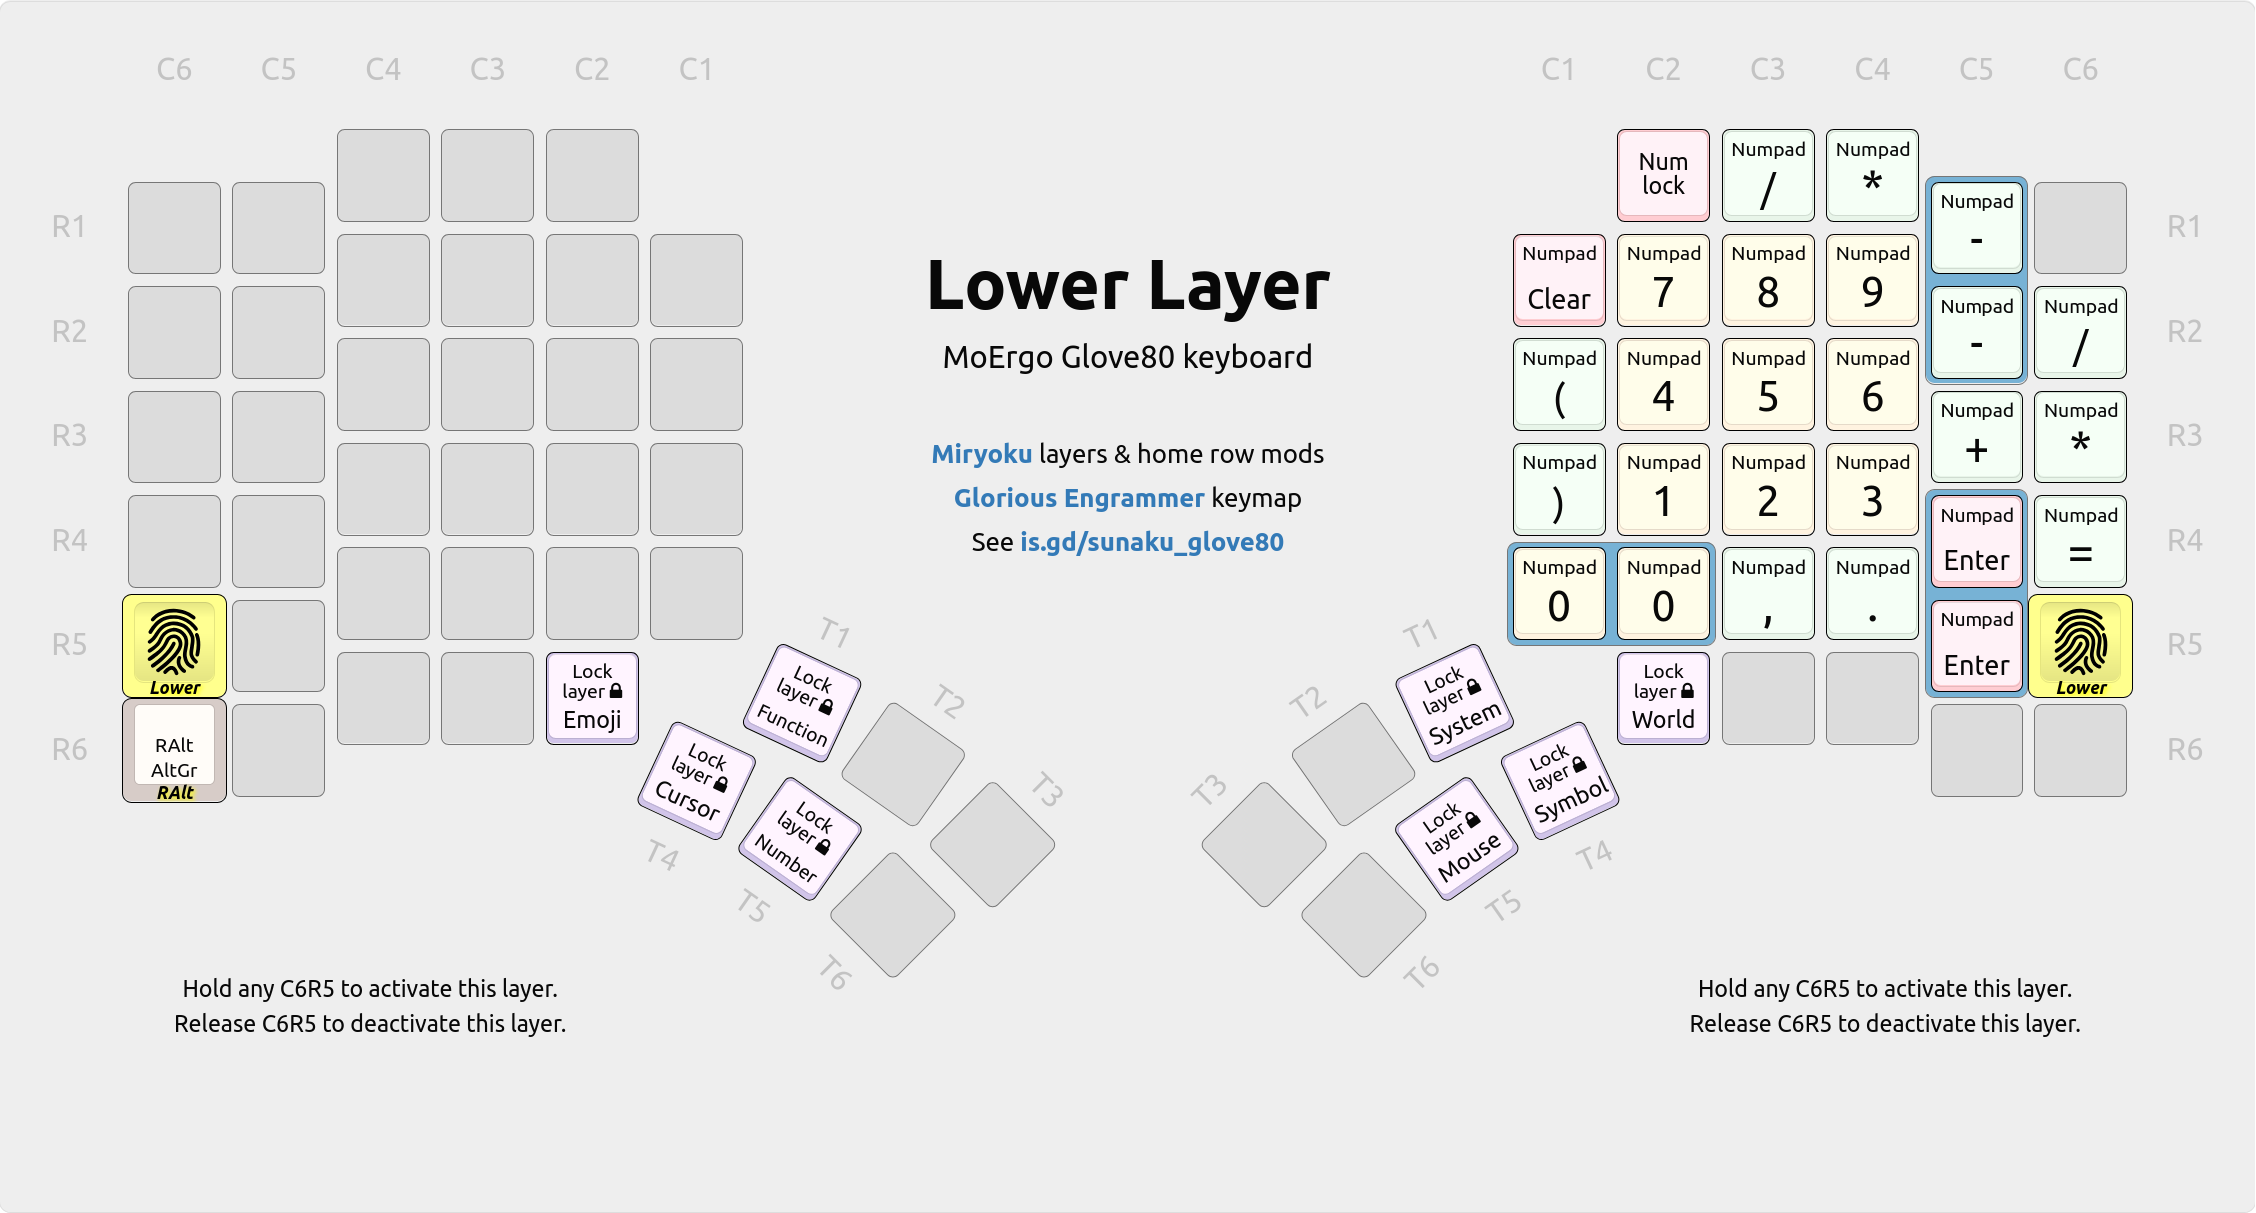 C6 C5 C4 C3 C2 C1
C1 C2 C3 C4 C5 C6
R1
R2
R3
R4
R5
R6
Lower
RAlt
AltGr
RAlt
Lock
layer
Emoji
Lock
layer
Function
Lock
layer
Cursor
Lock
layer
Number
T1
T2
T3
T4
T5
T6
Lower Layer
MoErgo Glove80 keyboard
Miryoku layers & home row mods
Glorious Engrammer keymap
See is.gd/sunaku_glove80
Num
lock
Numpad
/
Numpad
*
Numpad
-
Numpad
Clear
Numpad
7
Numpad
8
Numpad
9
Numpad
-
Numpad
/
Numpad
(
Numpad
4
Numpad
5
Numpad
6
Numpad
+
Numpad
*
Numpad
)
Numpad
1
Numpad
2
Numpad
3
Numpad
Enter
Numpad
=
Numpad
0
Numpad
0
Numpad
,
Numpad
.
Numpad
Enter
Lower
Lock
layer
World
Lock
layer
System
Lock
layer
Symbol
Lock
layer
Mouse
T1
T2
T3
T4
T5
T6
R1
R2
R3
R4
R5
R6
Hold any C6R5 to activate this layer.
Release C6R5 to deactivate this layer.
Hold any C6R5 to activate this layer.
Release C6R5 to deactivate this layer.